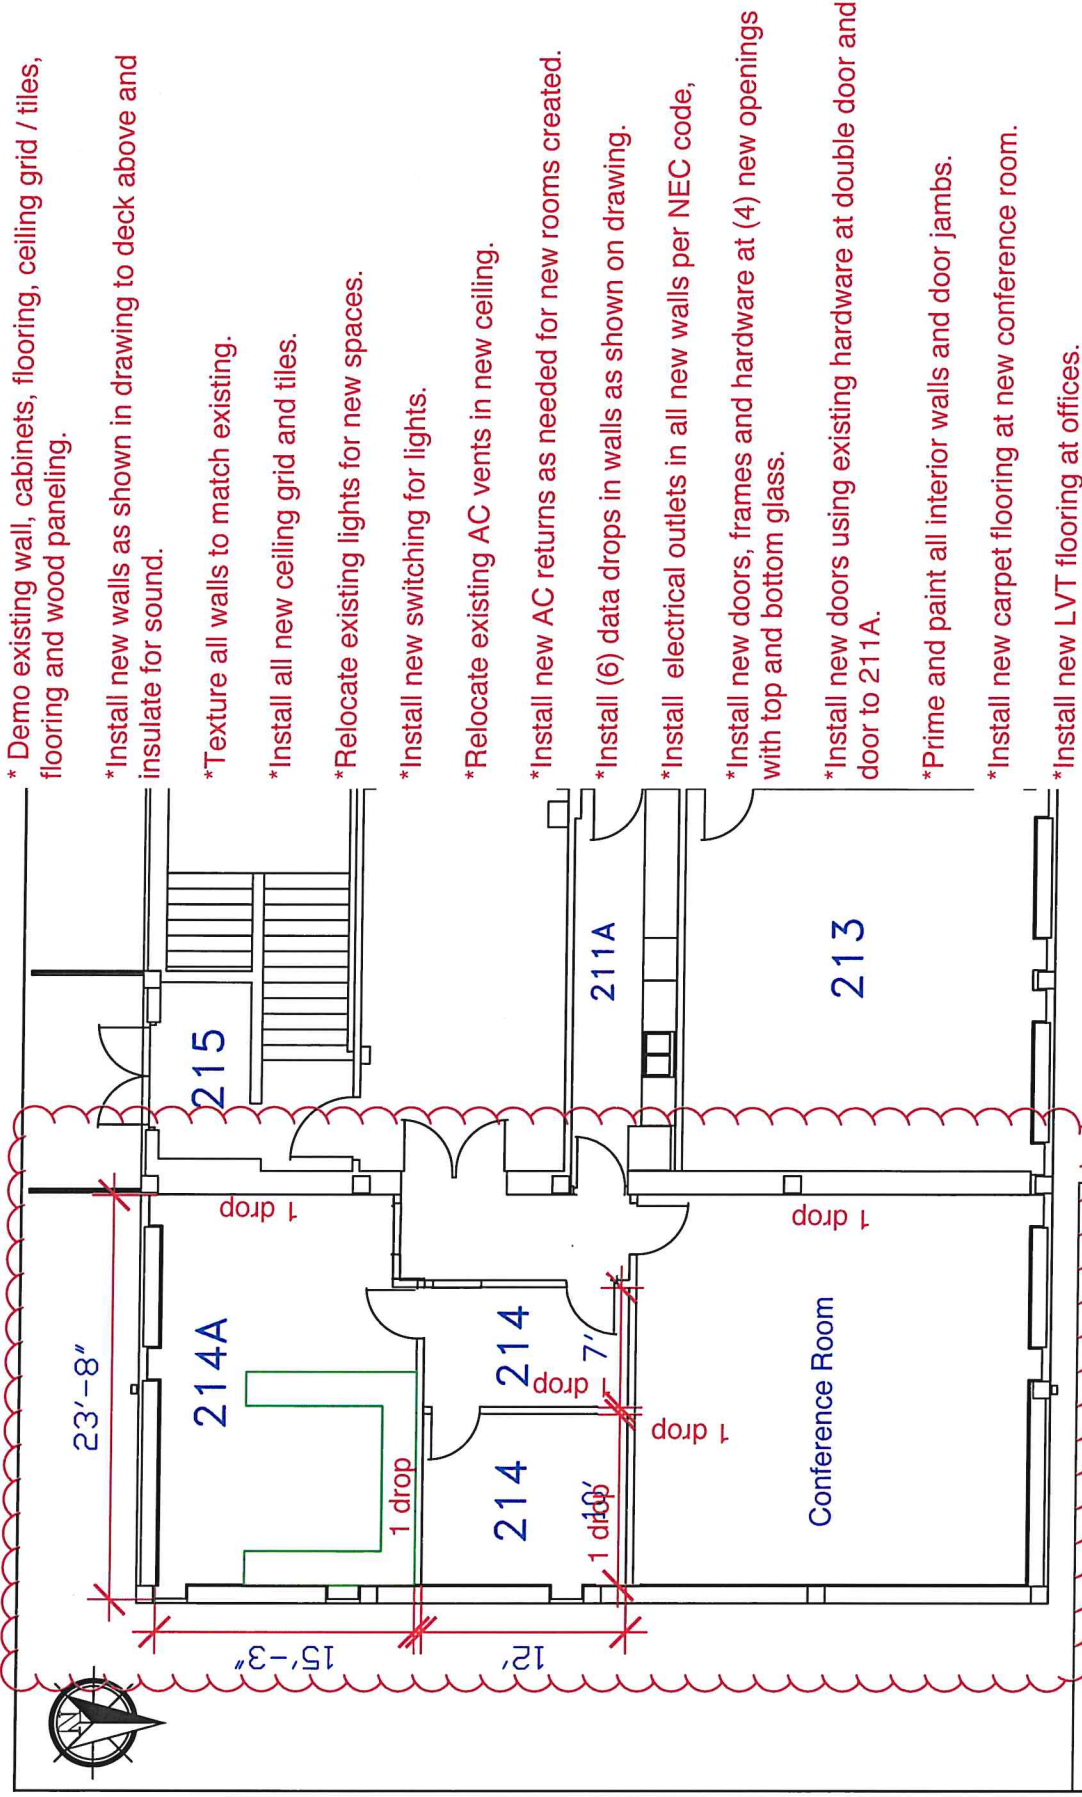 * Demo existing wall, cabinets, flooring, ceiling grid / tiles,
flooring and wood paneling.
*Install new walls as shown in drawing to deck above and
insulate for sound.
*Texture all walls to match existing.
*Install all new ceiling grid and tiles.
*Relocate existing lights for new spaces.
*Install new switching for lights.
*Relocate existing AC vents in new ceiling.
*Install new AC returns as needed for new rooms created.
*Install (6) data drops in walls as shown on drawing.
*Install electrical outlets in all new walls per NEC code,
*Install new doors, frames and hardware at (4) new openings
with top and bottom glass.
*Install new doors using existing hardware at double door and
door to 211A.
*Prime and paint all interior walls and door jambs.
*Install new carpet flooring at new conference room.
*Install new LVT flooring at offices.
N
23'-8"
15'-3"
12'
214A
215
1 drop
1 drop
214
214
1 drop
7'
10'
1 drop
211A
213
1 drop
1 drop
Conference Room